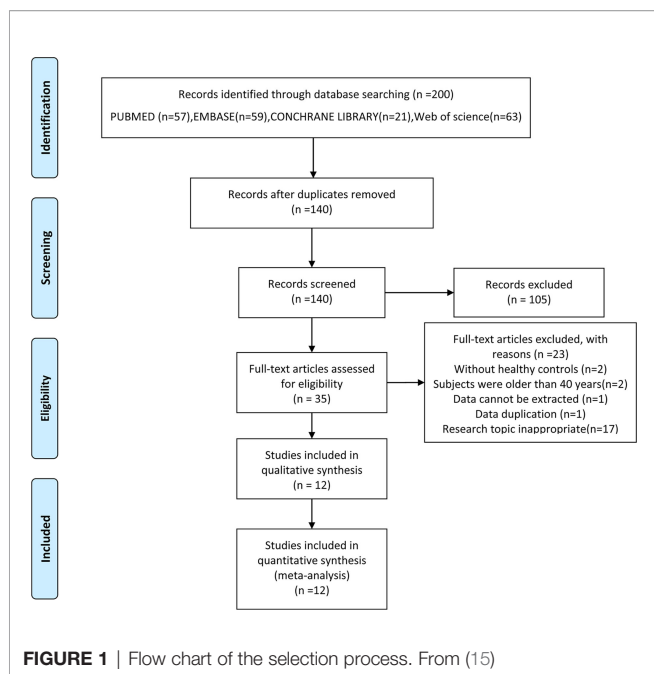 Identification
Records identified through database searching (n =200)
PUBMED (n=57),EMBASE(n=59),CONCHRANE LIBRARY(n=21),Web of science(n=63)
Records after duplicates removed
(n =140)
Screening
Records screened
(n =140)
Records excluded
(n = 105)
Eligibility
Full-text articles assessed
for eligibility
(n = 35)
Full-text articles excluded, with
reasons (n =23)
Without healthy controls (n=2)
Subjects were older than 40 years(n=2)
Data cannot be extracted (n=1)
Data duplication (n=1)
Research topic inappropriate(n=17)
Studies included in
qualitative synthesis
(n = 12)
Included
Studies included in
quantitative synthesis
(meta-analysis)
(n =12)
FIGURE 1 | Flow chart of the selection process. From (15)